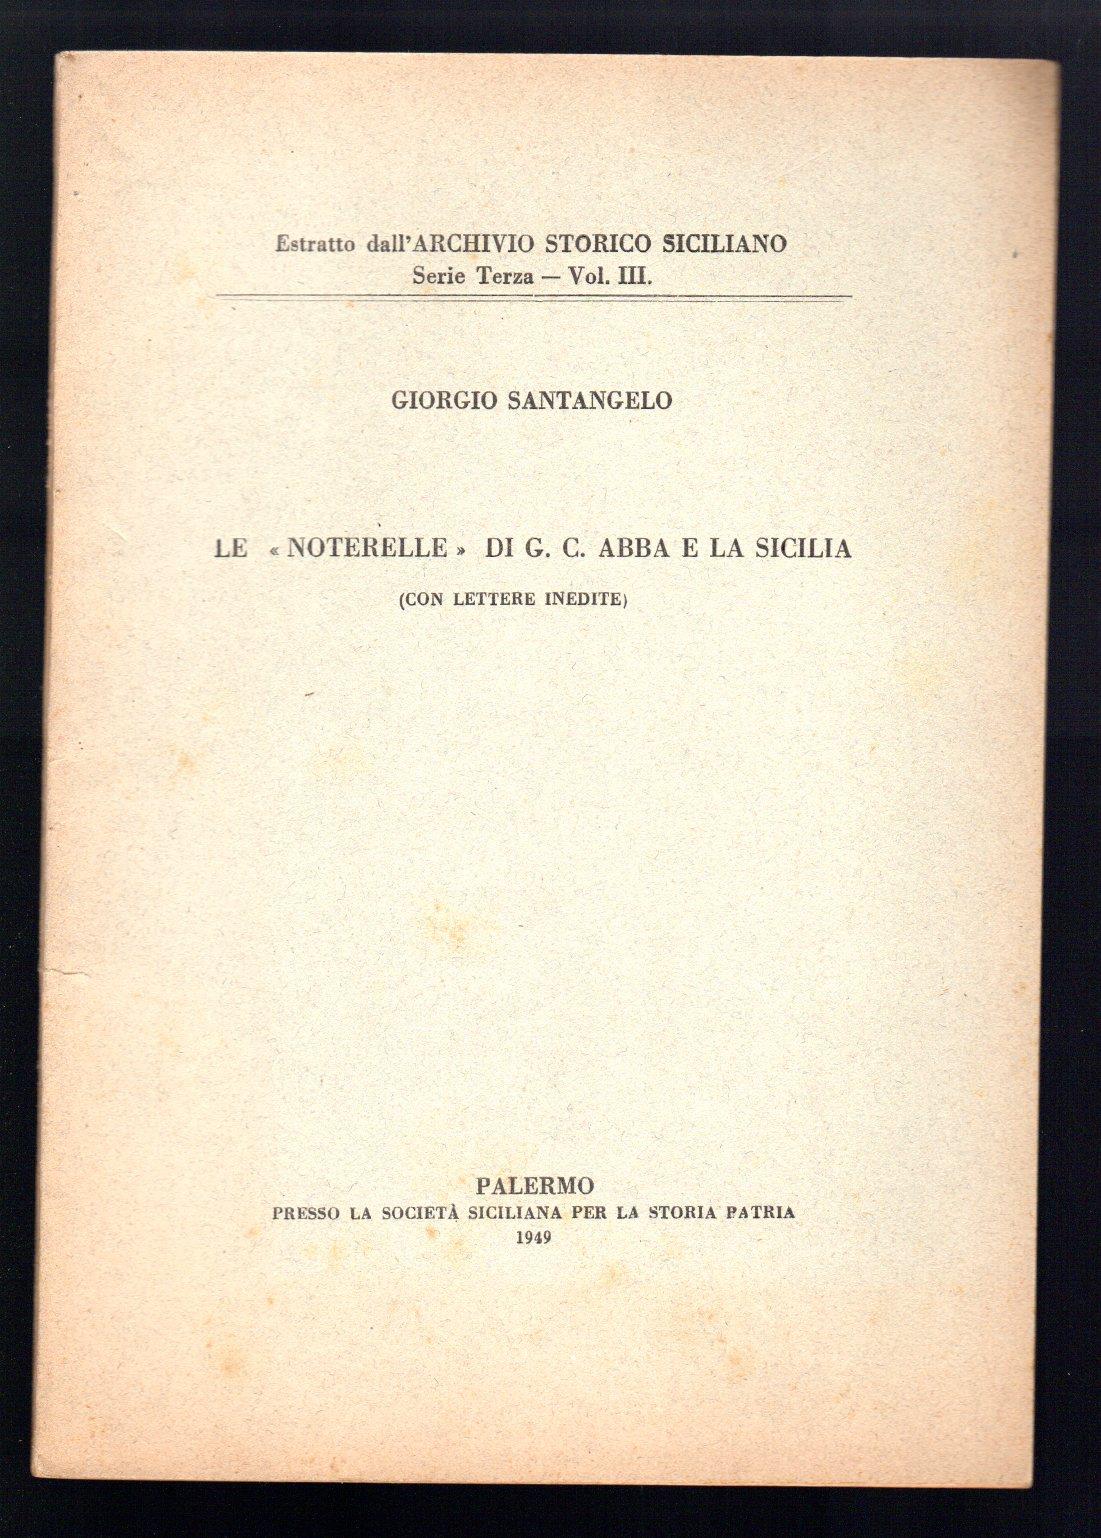 Estratto dall'ARCHIVIO STORICO SICILIANO
Serie Terza — Vol. III.
GIORGIO SANTANGELO
LE « NOTERELLE » DI G. C. ABBA E LA SICILIA
(CON LETTERE INEDITE)
PALERMO
PRESSO LA SOCIETÀ SICILIANA PER LA STORIA PATRIA
1949